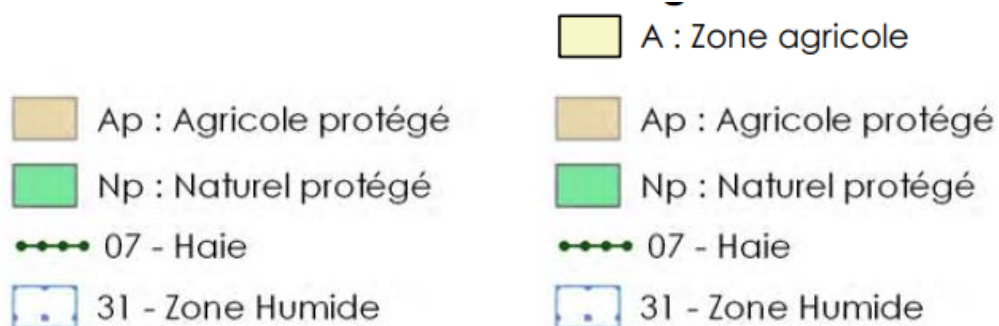 A : Zone agricole
Ap : Agricole protégé
Np : Naturel protégé
07 - Haie
31 - Zone Humide
Ap : Agricole protégé
Np : Naturel protégé
07 - Haie
31 - Zone Humide